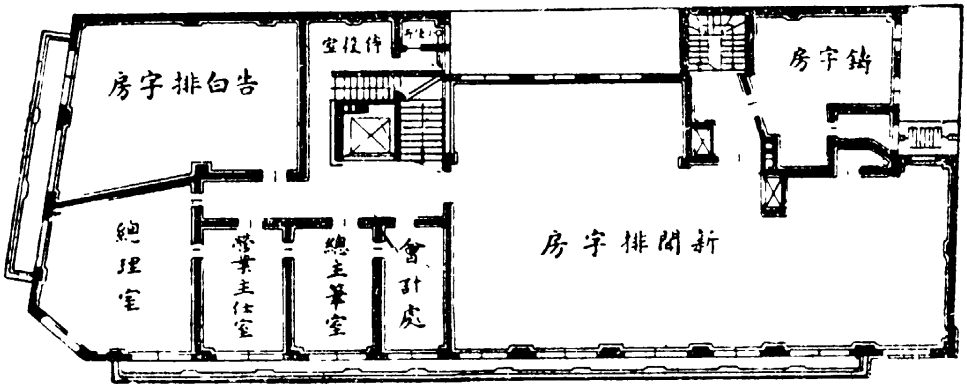 鑄字房
侍役室
告白排字房
新聞排字房
會計處
總主筆室
營業主任室
總理室